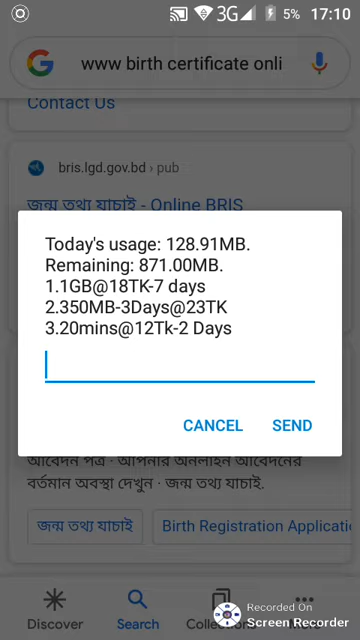 3G 5% 17:10
www birth certificate onli
Contact Us
bris.lgd.gov.bd › pub
জন্ম তথ্য যাচাই - Online BRIS
Today's usage: 128.91MB.
Remaining: 871.00MB.
1.1GB@18TK-7 days
2.350MB-3Days@23TK
3.20mins@12Tk-2 Days
CANCEL SEND
আবেদন পত্র · আপনার অনলাইন আবেদনের
বর্তমান অবস্থা দেখুন · জন্ম তথ্য যাচাই.
জন্ম তথ্য যাচাই Birth Registration Applicatio
Discover Search
Recorded On
Screen Recorder